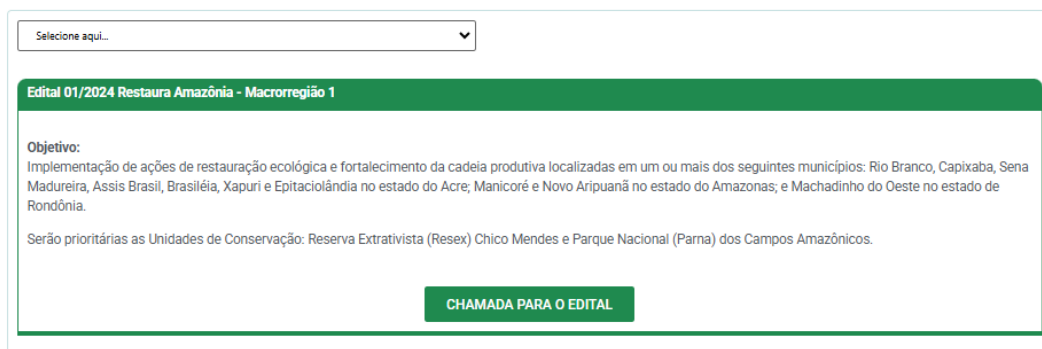 Selecione aqui...
Edital 01/2024 Restaura Amazônia - Macrorregião 1
Objetivo:
Implementação de ações de restauração ecológica e fortalecimento da cadeia produtiva localizadas em um ou mais dos seguintes municípios: Rio Branco, Capixaba, Sena
Madureira, Assis Brasil, Brasiléia, Xapuri e Epitaciolândia no estado do Acre; Manicoré e Novo Aripuanã no estado do Amazonas; e Machadinho do Oeste no estado de
Rondônia.
Serão prioritárias as Unidades de Conservação: Reserva Extrativista (Resex) Chico Mendes e Parque Nacional (Parna) dos Campos Amazônicos.
CHAMADA PARA O EDITAL